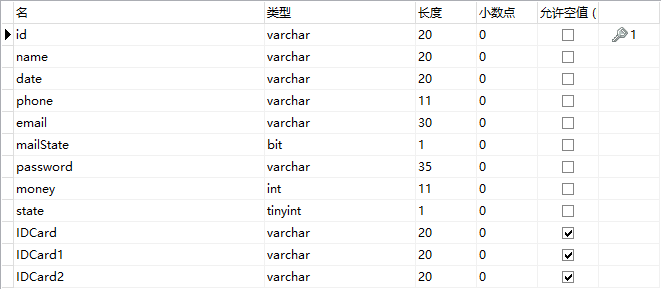 名 类型 长度 小数点 允许空值 (
id varchar 20 0 1
name varchar 20 0
date varchar 20 0
phone varchar 11 0
email varchar 30 0
mailState bit 1 0
password varchar 35 0
money int 11 0
state tinyint 1 0
IDCard varchar 20 0
IDCard1 varchar 20 0
IDCard2 varchar 20 0